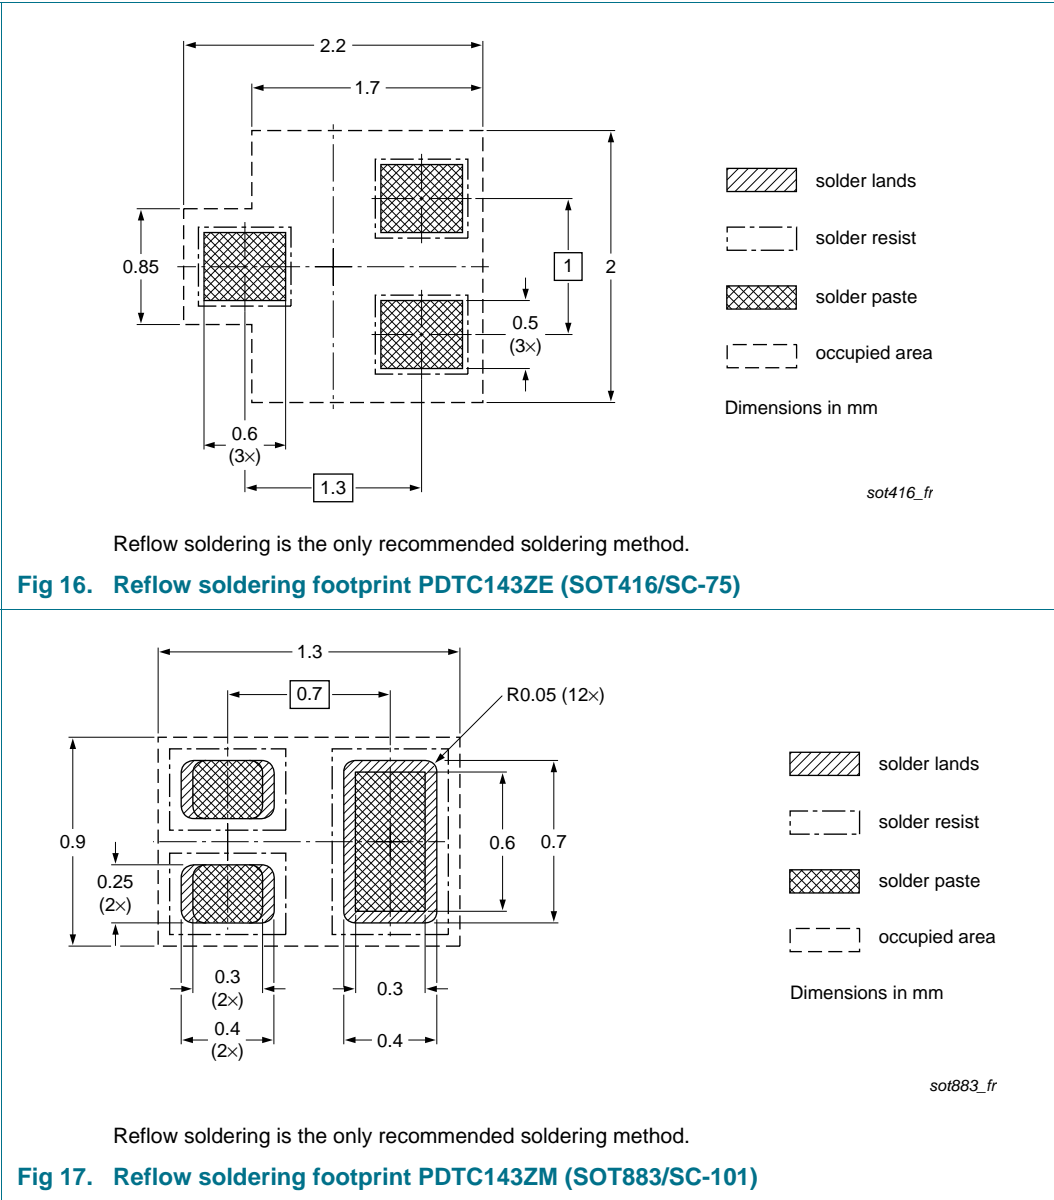 2.2
1.7
solder lands
solder resist
0.85
1
2
solder paste
0.5
(3×)
occupied area
Dimensions in mm
0.6
(3×)
1.3
sot416_fr
Reflow soldering is the only recommended soldering method.
Fig 16. Reflow soldering footprint PDTC143ZE (SOT416/SC-75)
1.3
0.7
R0.05 (12×)
solder lands
solder resist
0.9
0.6
0.7
0.25
(2×)
solder paste
occupied area
0.3
(2×)
0.3
Dimensions in mm
0.4
(2×)
0.4
sot883_fr
Reflow soldering is the only recommended soldering method.
Fig 17. Reflow soldering footprint PDTC143ZM (SOT883/SC-101)